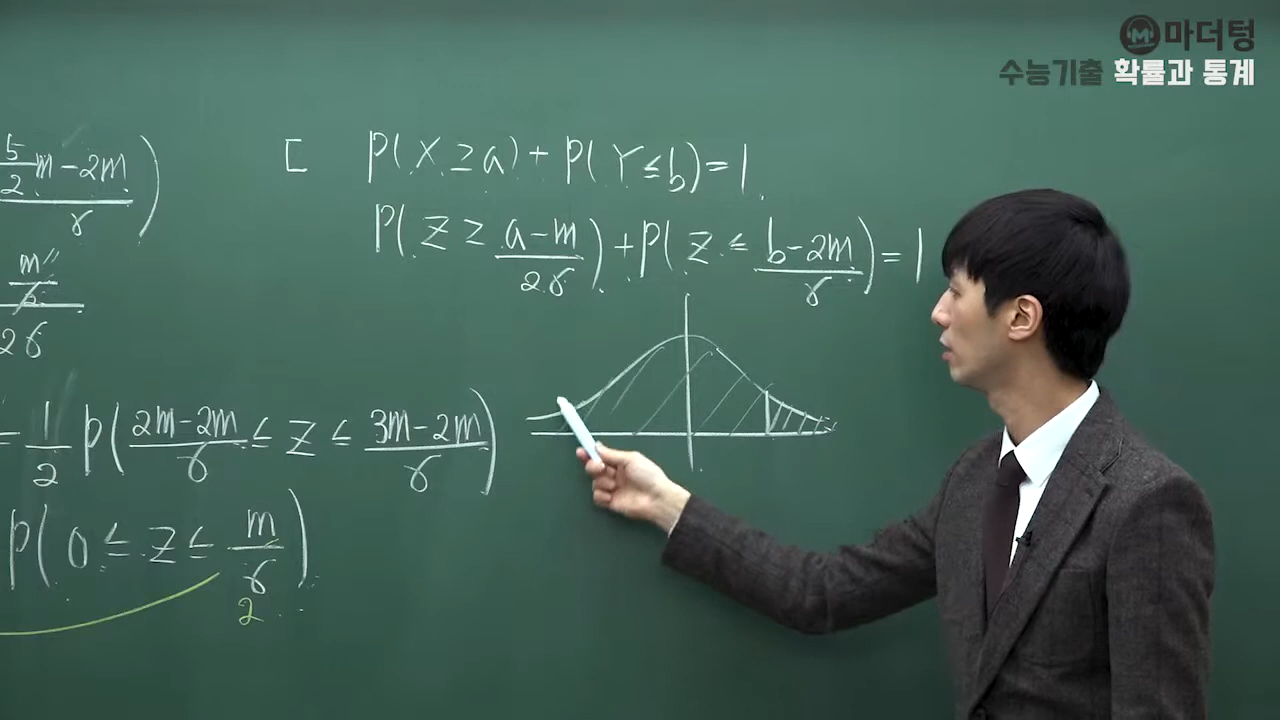 마더텅
수능기출 확률과 통계
5/2 m - 2m / σ )
m / 2
2σ
= 1/2 P( 2m-2m / σ ≤ Z ≤ 3m-2m / σ )
P( 0 ≤ Z ≤ m / σ )
2
ㄷ P( X ≥ a ) + P( Y ≤ b ) = 1
P( Z ≥ a-m / 2σ ) + P( Z ≤ b-2m / σ ) = 1